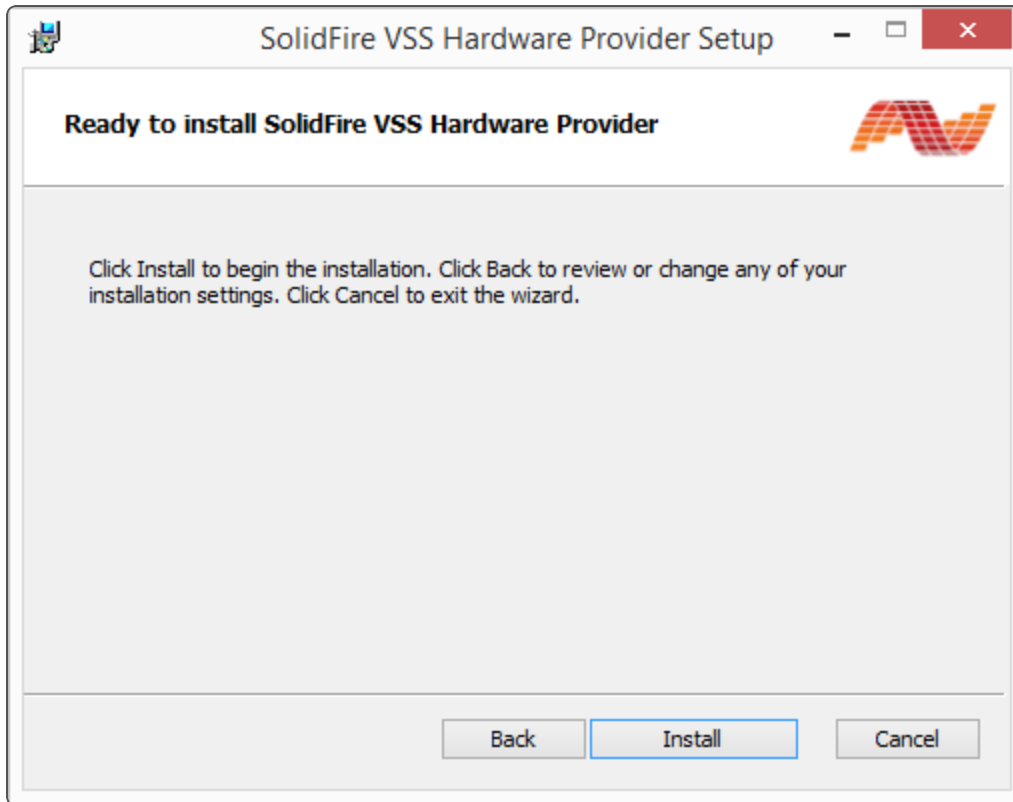 SolidFire VSS Hardware Provider Setup
Ready to install SolidFire VSS Hardware Provider
Click Install to begin the installation. Click Back to review or change any of your
installation settings. Click Cancel to exit the wizard.
Back Install Cancel